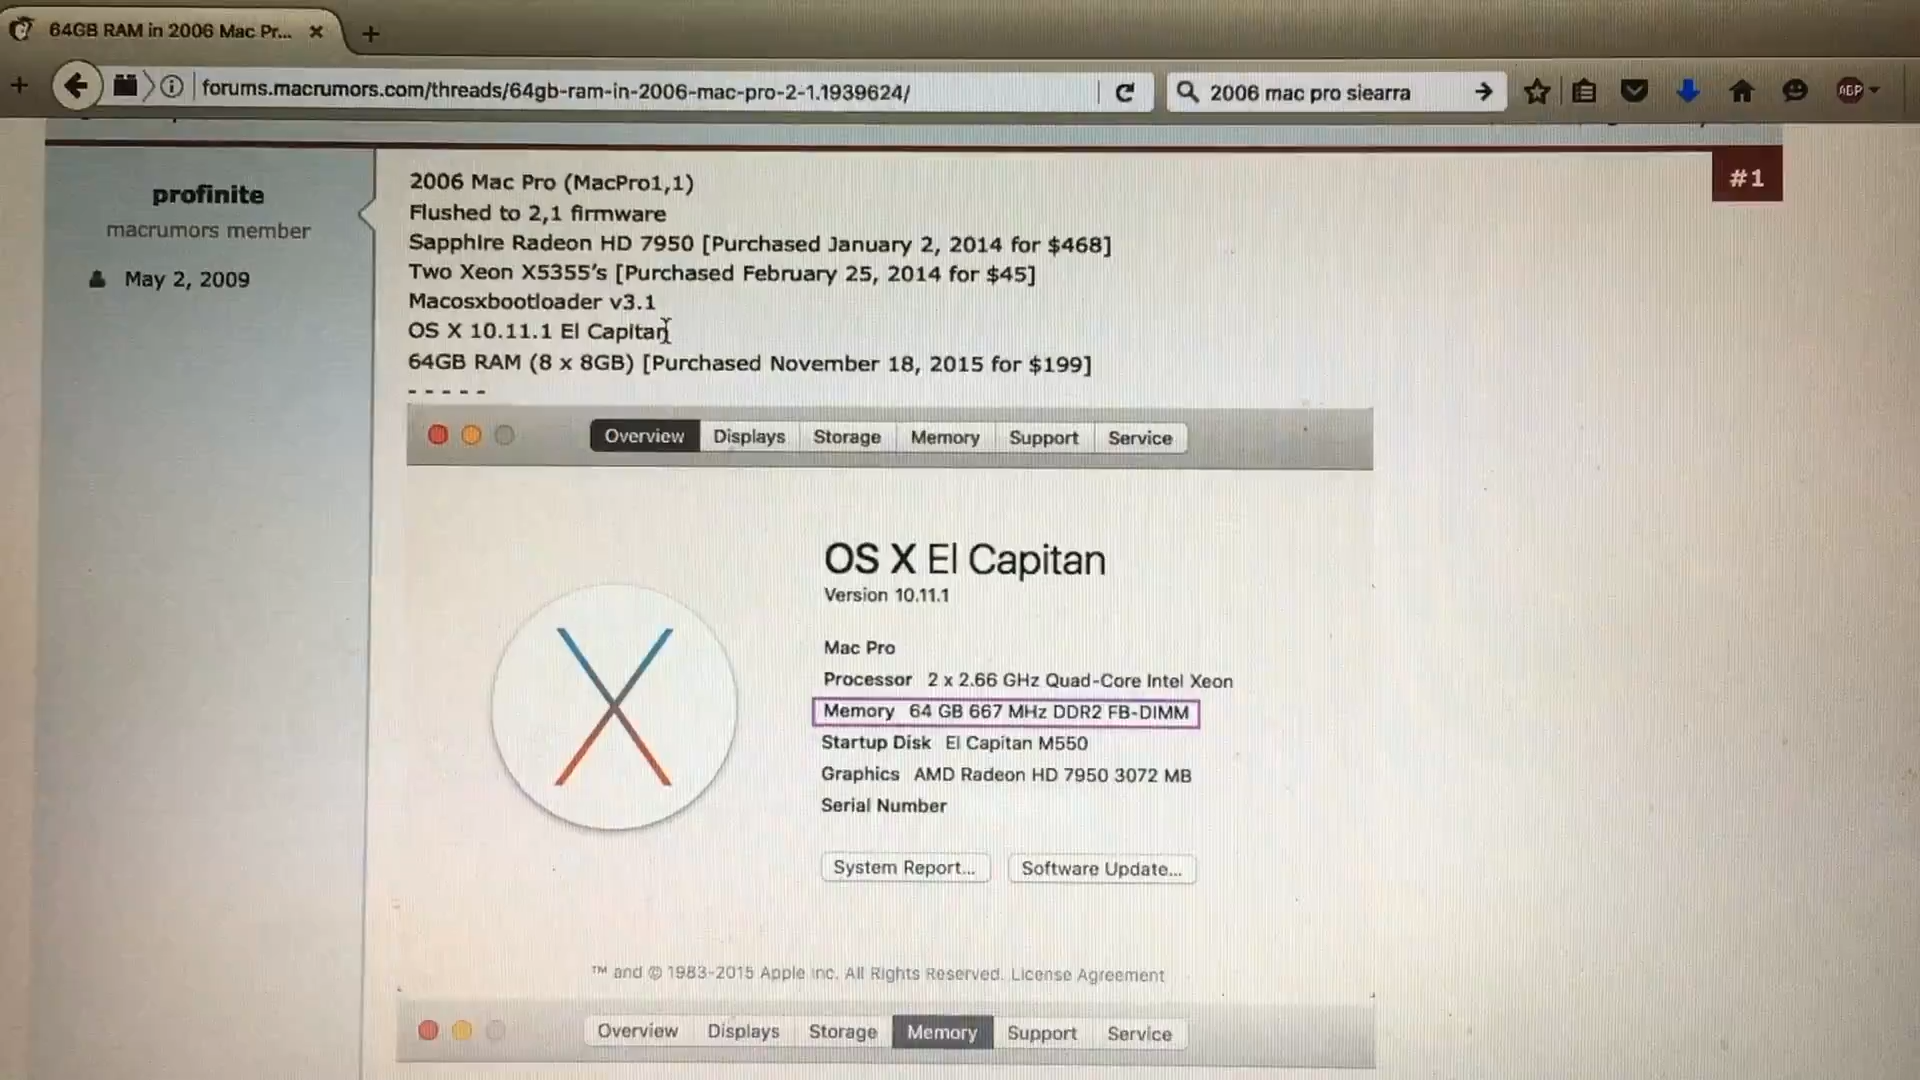 64GB RAM in 2006 Mac Pr...
forums.macrumors.com/threads/64gb-ram-in-2006-mac-pro-2-1.1939624/
2006 mac pro siearra
ABP
profinite
macrumors member
May 2, 2009
#1
2006 Mac Pro (MacPro1,1)
Flushed to 2,1 firmware
Sapphire Radeon HD 7950 [Purchased January 2, 2014 for $468]
Two Xeon X5355's [Purchased February 25, 2014 for $45]
Macosxbootloader v3.1
OS X 10.11.1 El Capitan
64GB RAM (8 x 8GB) [Purchased November 18, 2015 for $199]
- - - - -
Overview Displays Storage Memory Support Service
OS X El Capitan
Version 10.11.1
Mac Pro
Processor 2 x 2.66 GHz Quad-Core Intel Xeon
Memory 64 GB 667 MHz DDR2 FB-DIMM
Startup Disk El Capitan M550
Graphics AMD Radeon HD 7950 3072 MB
Serial Number
System Report... Software Update...
™ and © 1983-2015 Apple Inc. All Rights Reserved. License Agreement
Overview Displays Storage Memory Support Service